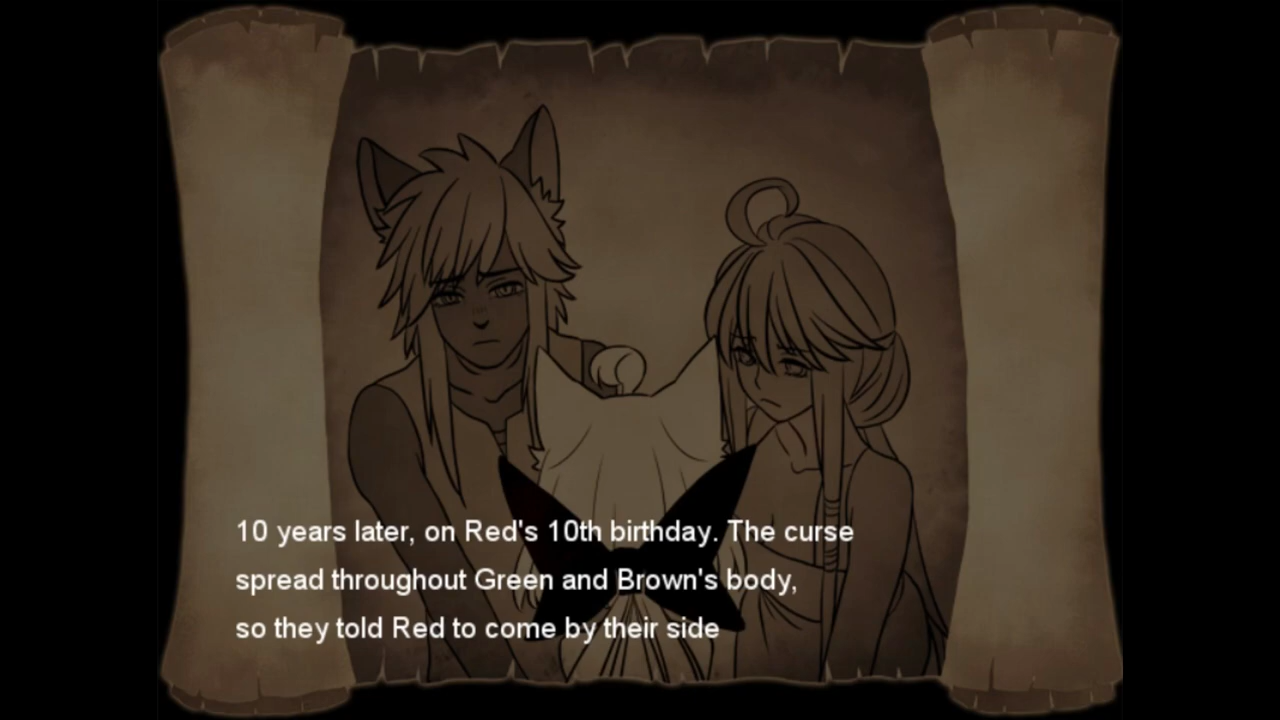 10 years later, on Red's 10th birthday. The curse
spread throughout Green and Brown's body,
so they told Red to come by their side